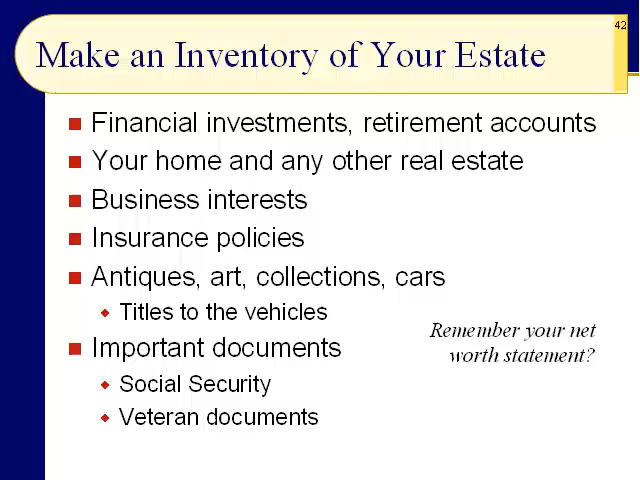 42
Make an Inventory of Your Estate
Financial investments, retirement accounts
Your home and any other real estate
Business interests
Insurance policies
Antiques, art, collections, cars
Titles to the vehicles
Remember your net
worth statement?
Important documents
Social Security
Veteran documents